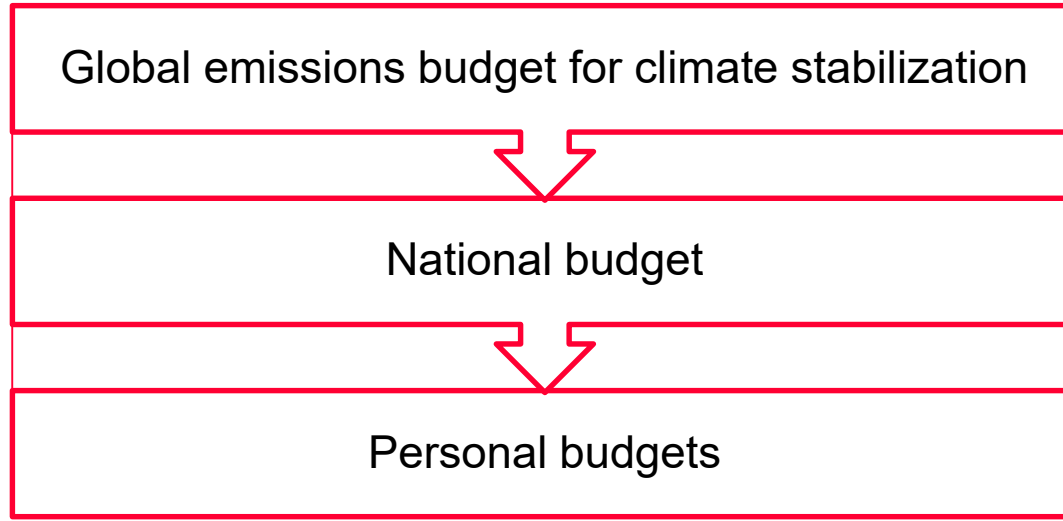 Global emissions budget for climate stabilization
National budget
Personal budgets